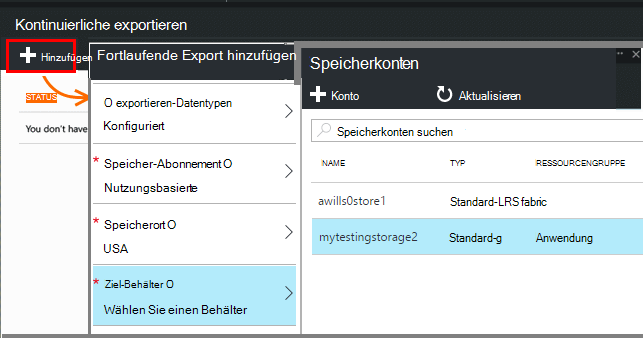 Kontinuierliche exportieren
Hinzufügen
STATUS
You don't have
Fortlaufende Export hinzufügen
O exportieren-Datentypen
Konfiguriert
* Speicher-Abonnement O
Nutzungsbasierte
* Speicherort O
USA
* Ziel-Behälter O
Wählen Sie einen Behälter
Speicherkonten
Konto
Aktualisieren
Speicherkonten suchen
NAME TYP RESSOURCENGRUPPE
awills0store1 Standard-LRS fabric
mytestingstorage2 Standard-g Anwendung